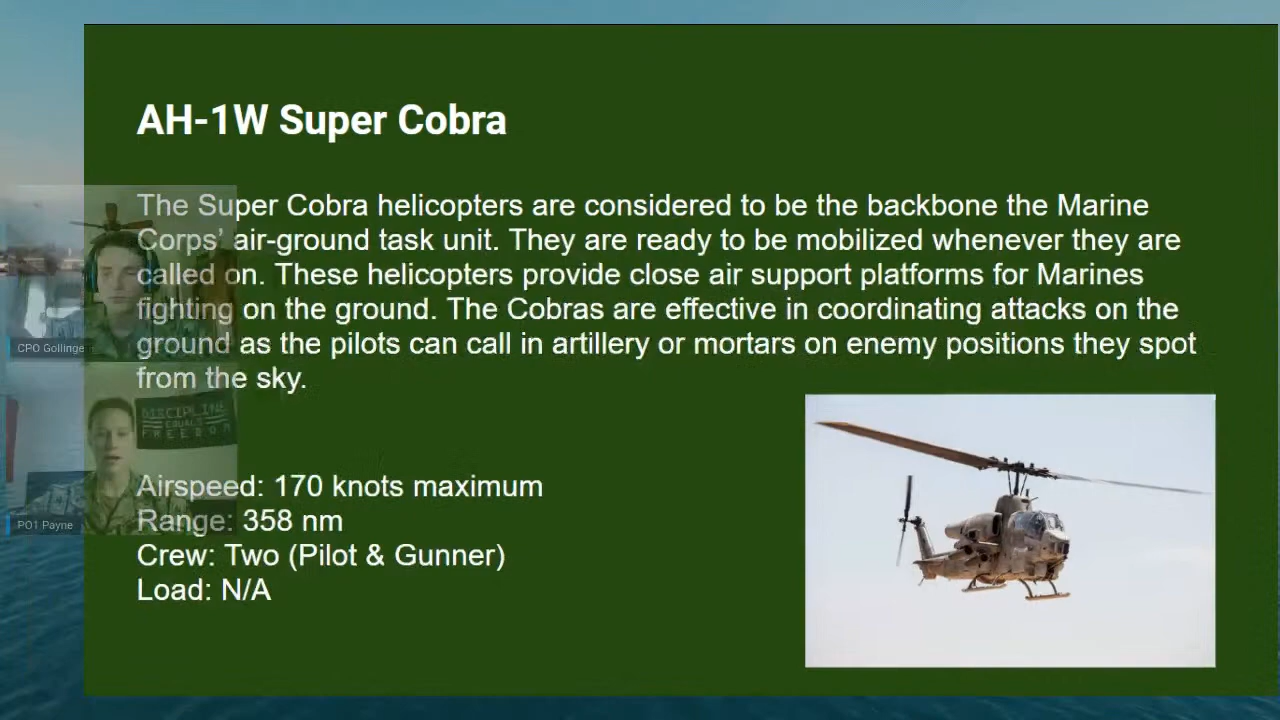 AH-1W Super Cobra
The Super Cobra helicopters are considered to be the backbone the Marine
Corps' air-ground task unit. They are ready to be mobilized whenever they are
called on. These helicopters provide close air support platforms for Marines
fighting on the ground. The Cobras are effective in coordinating attacks on the
ground as the pilots can call in artillery or mortars on enemy positions they spot
from the sky.
CPO Gollinge
DISCIPLINE
EQUALS
FREEDOM
PO1 Payne
Airspeed: 170 knots maximum
Range: 358 nm
Crew: Two (Pilot & Gunner)
Load: N/A